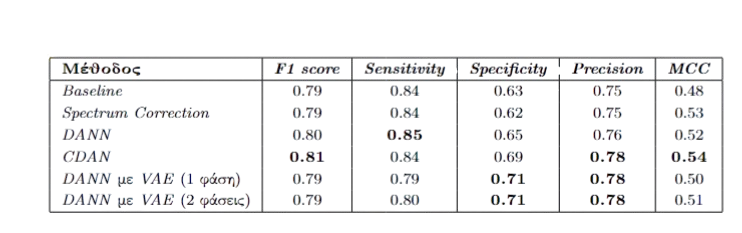 Μέθοδος F1 score Sensitivity Specificity Precision MCC
Baseline 0.79 0.84 0.63 0.75 0.48
Spectrum Correction 0.79 0.84 0.62 0.75 0.53
DANN 0.80 0.85 0.65 0.76 0.52
CDAN 0.81 0.84 0.69 0.78 0.54
DANN με VAE (1 φάση) 0.79 0.79 0.71 0.78 0.50
DANN με VAE (2 φάσεις) 0.79 0.80 0.71 0.78 0.51